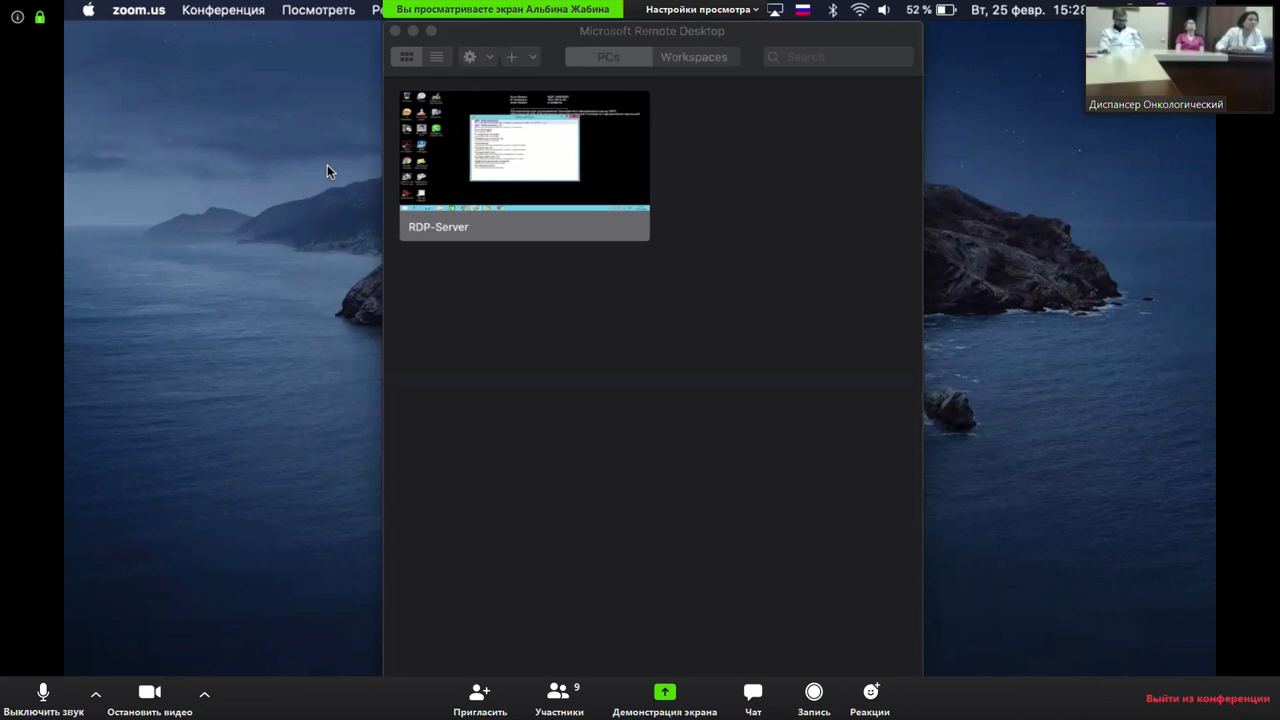 zoom.us Конференция Посмотреть Вы просматриваете экран Альбина Жабина Настройки просмотра 52 % Вт, 25 февр. 15:28
Microsoft Remote Desktop
PCs Workspaces Search
Диспансер Онкологический
RDP-Server
9
Выключить звук Остановить видео Пригласить Участники Демонстрация экрана Чат Запись Реакции Выйти из конференции